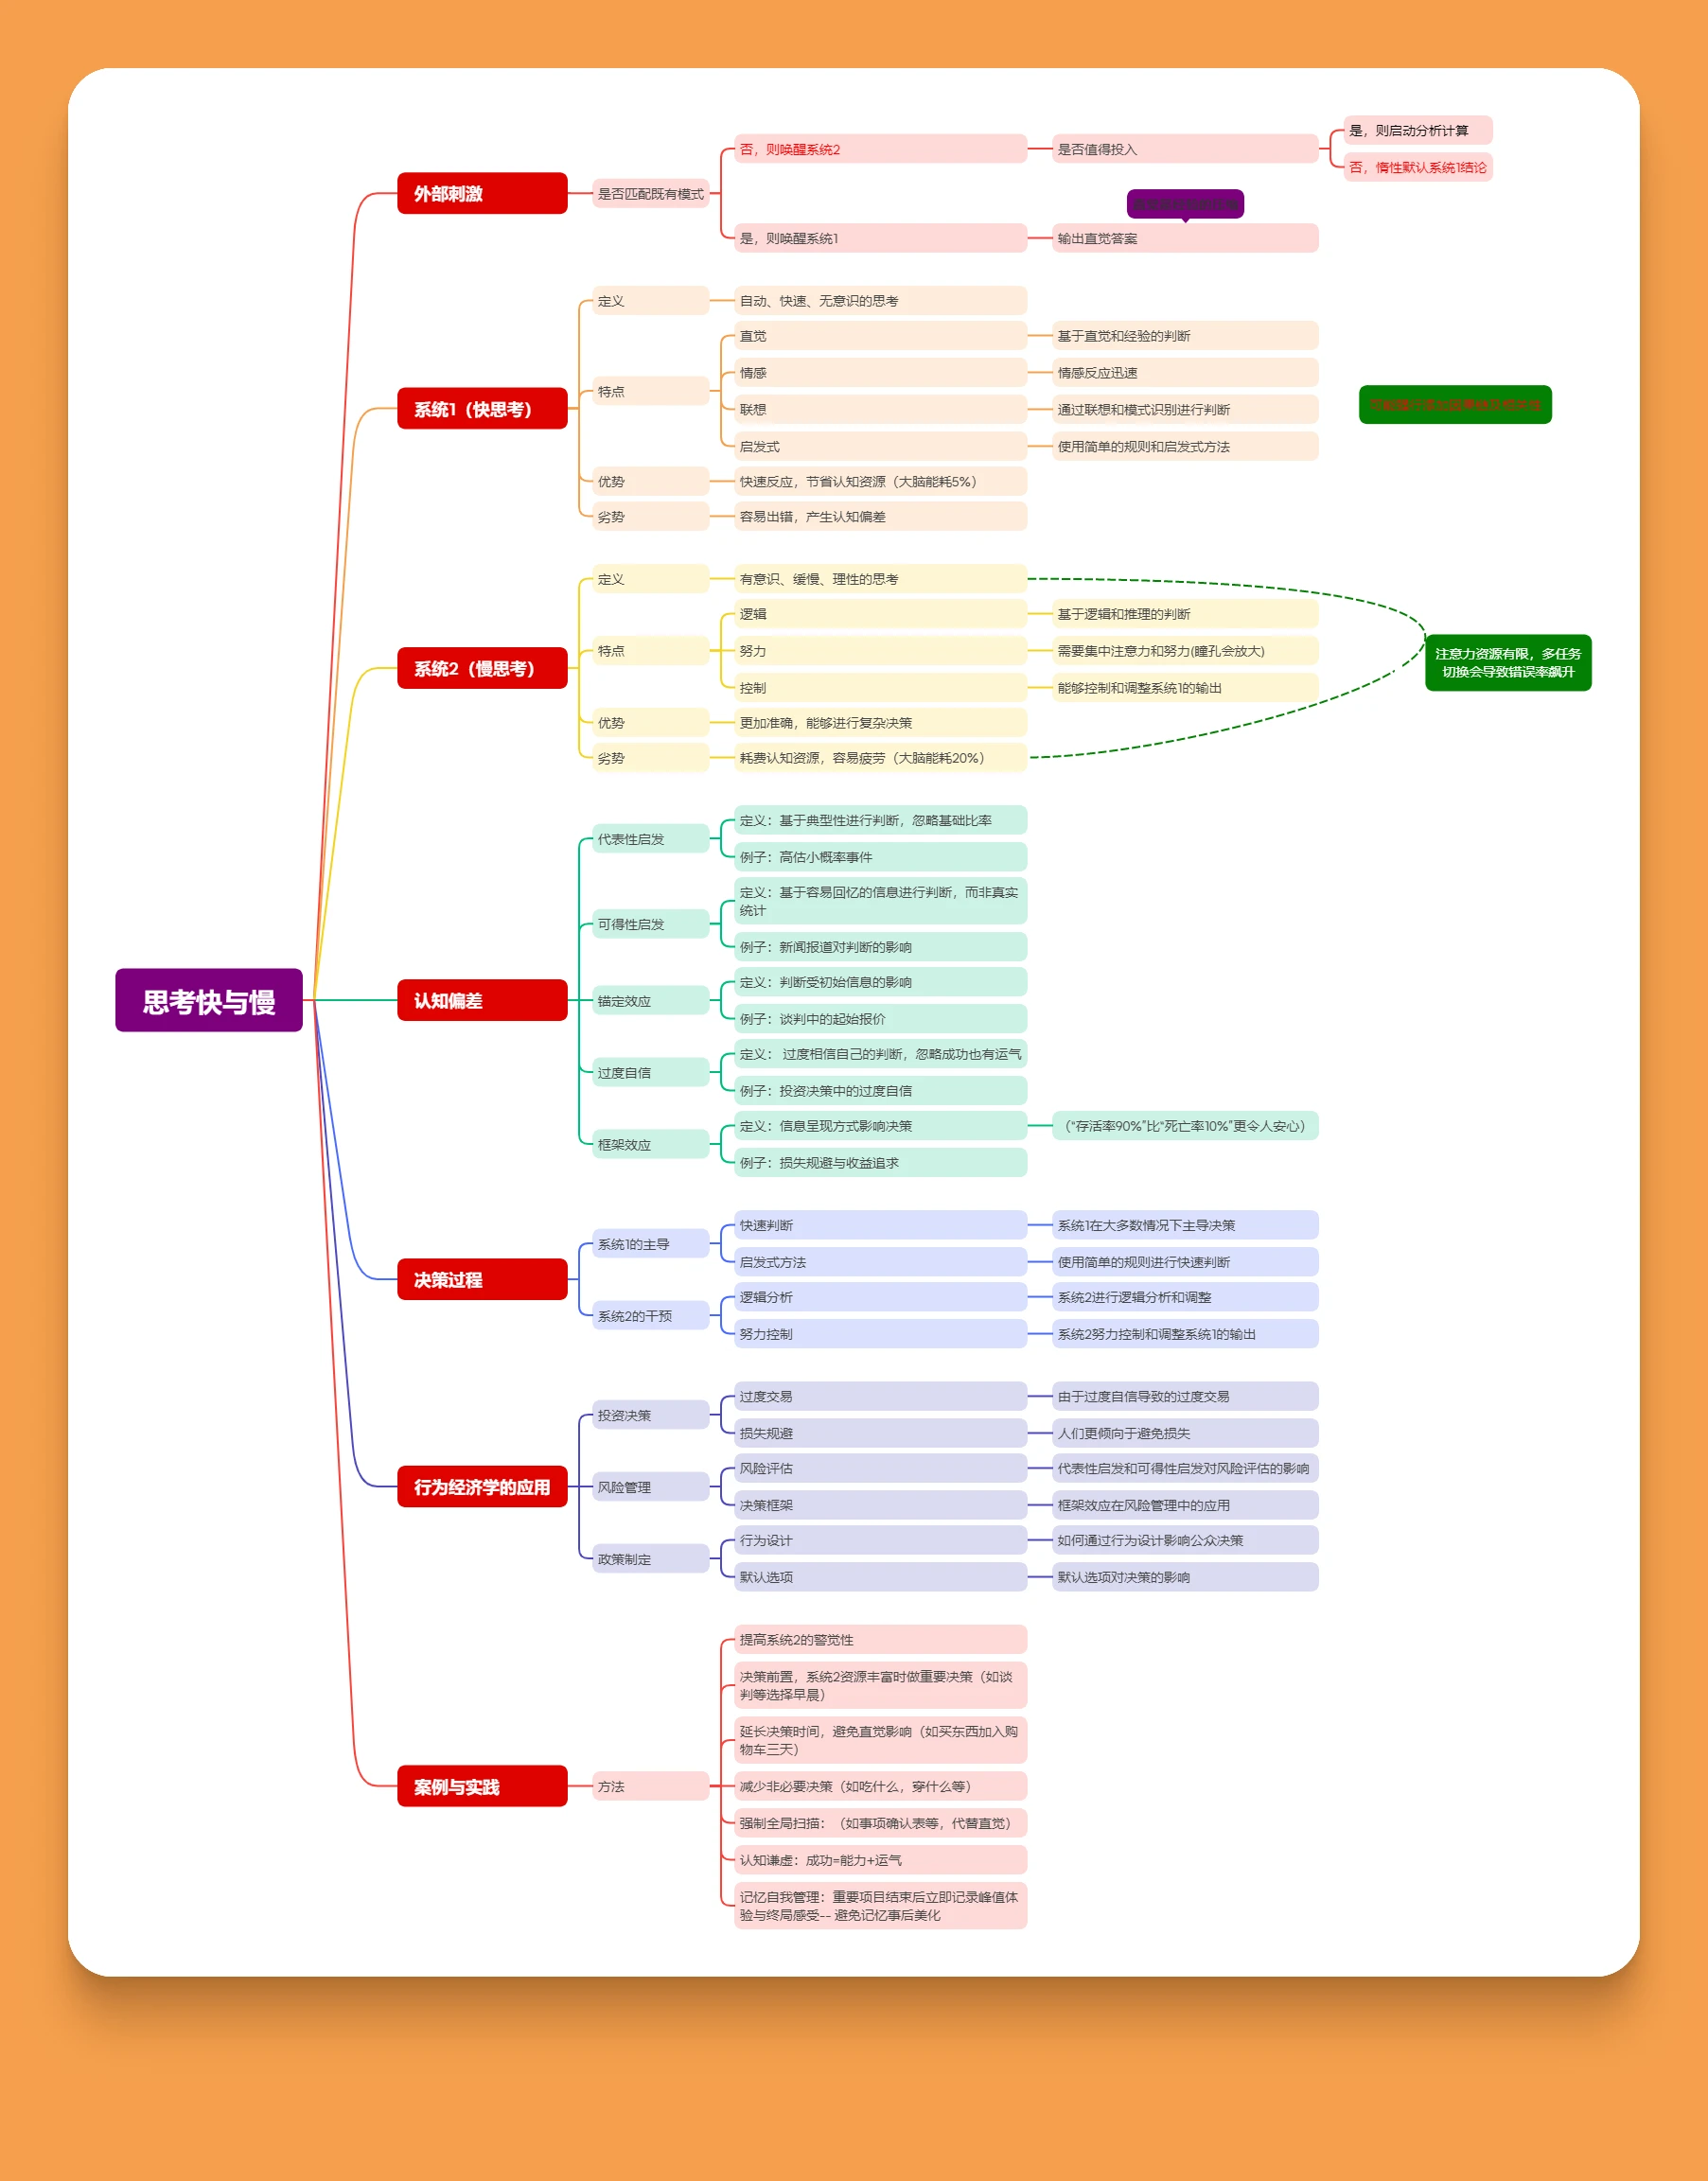 思考快与慢
外部刺激
是否匹配既有模式
否，则唤醒系统2
是否值得投入
是，则启动分析计算
否，惰性默认系统1结论
是，则唤醒系统1
输出直觉答案
系统1（快思考）
定义
自动、快速、无意识的思考
特点
直觉
基于直觉和经验的判断
情感
情感反应迅速
联想
通过联想和模式识别进行判断
启发式
使用简单的规则和启发式方法
优势
快速反应，节省认知资源（大脑能耗5%）
劣势
容易出错，产生认知偏差
系统2（慢思考）
定义
有意识、缓慢、理性的思考
特点
逻辑
基于逻辑和推理的判断
努力
需要集中注意力和努力(瞳孔会放大)
控制
能够控制和调整系统1的输出
优势
更加准确，能够进行复杂决策
劣势
耗费认知资源，容易疲劳（大脑能耗20%）
注意力资源有限，多任务
切换会导致错误率飙升
认知偏差
代表性启发
定义：基于典型性进行判断，忽略基础比率
例子：高估小概率事件
可得性启发
定义：基于容易回忆的信息进行判断，而非真实
统计
例子：新闻报道对判断的影响
锚定效应
定义：判断受初始信息的影响
例子：谈判中的起始报价
过度自信
定义： 过度相信自己的判断，忽略成功也有运气
例子：投资决策中的过度自信
框架效应
定义：信息呈现方式影响决策
（“存活率90%”比“死亡率10%”更令人安心）
例子：损失规避与收益追求
决策过程
系统1的主导
快速判断
系统1在大多数情况下主导决策
启发式方法
使用简单的规则进行快速判断
系统2的干预
逻辑分析
系统2进行逻辑分析和调整
努力控制
系统2努力控制和调整系统1的输出
行为经济学的应用
投资决策
过度交易
由于过度自信导致的过度交易
损失规避
人们更倾向于避免损失
风险管理
风险评估
代表性启发和可得性启发对风险评估的影响
决策框架
框架效应在风险管理中的应用
政策制定
行为设计
如何通过行为设计影响公众决策
默认选项
默认选项对决策的影响
案例与实践
方法
提高系统2的警觉性
决策前置，系统2资源丰富时做重要决策（如谈
判等选择早晨）
延长决策时间，避免直觉影响（如买东西加入购
物车三天）
减少非必要决策（如吃什么，穿什么等）
强制全局扫描：（如事项确认表等，代替直觉）
认知谦虚：成功=能力+运气
记忆自我管理：重要项目结束后立即记录峰值体
验与终局感受-- 避免记忆事后美化